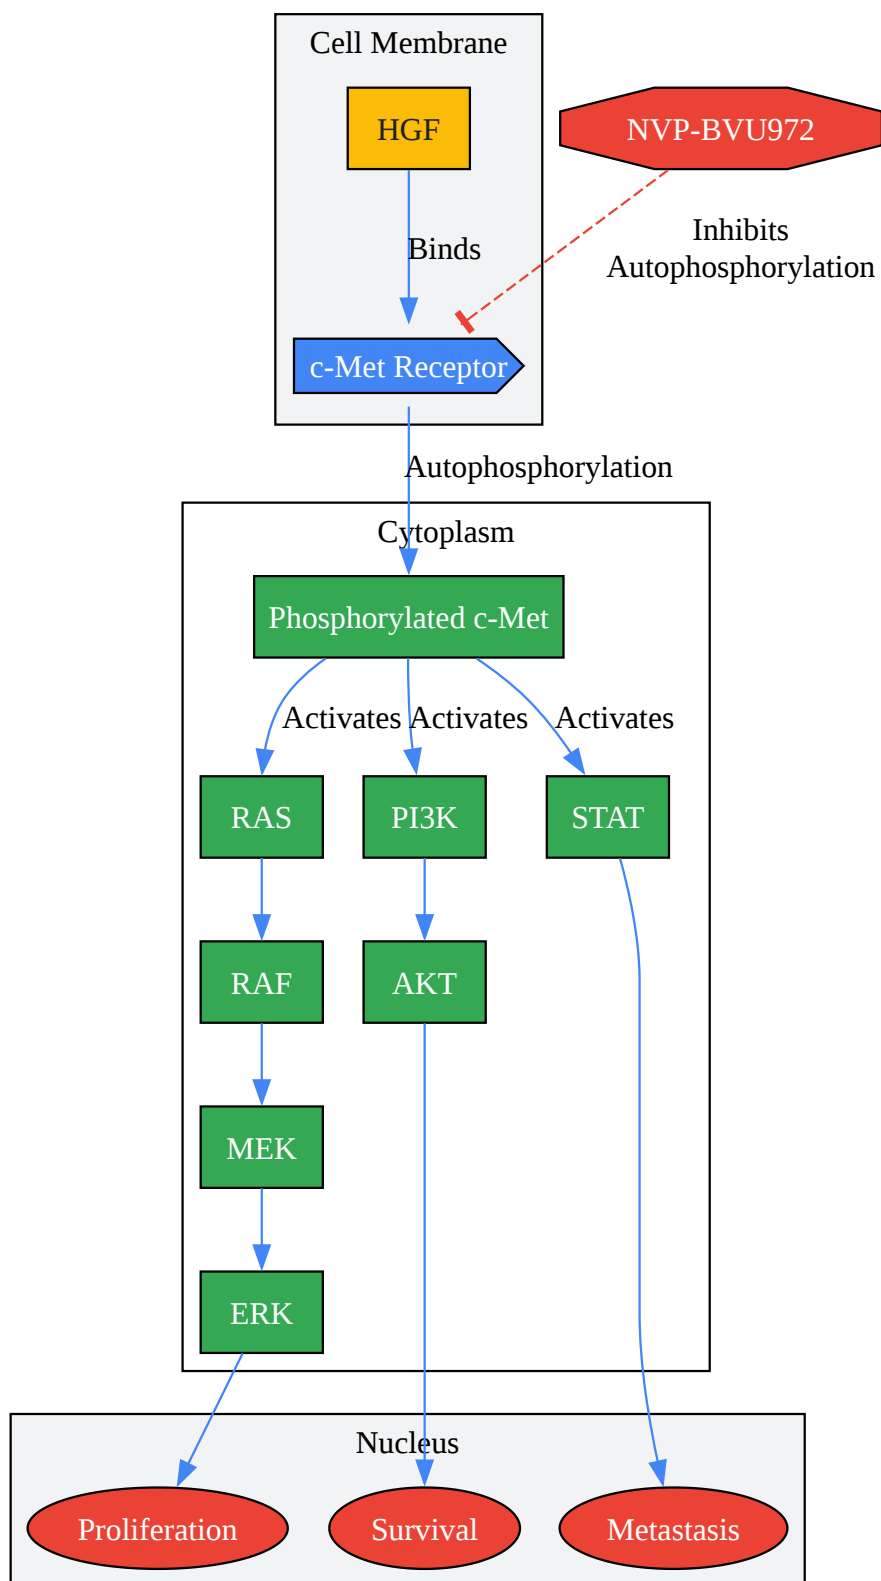 Cell Membrane
HGF
NVP-BVU972
Binds
Inhibits
Autophosphorylation
c-Met Receptor
Autophosphorylation
Cytoplasm
Phosphorylated c-Met
Activates
Activates
Activates
RAS
PI3K
STAT
RAF
AKT
MEK
ERK
Nucleus
Proliferation
Survival
Metastasis